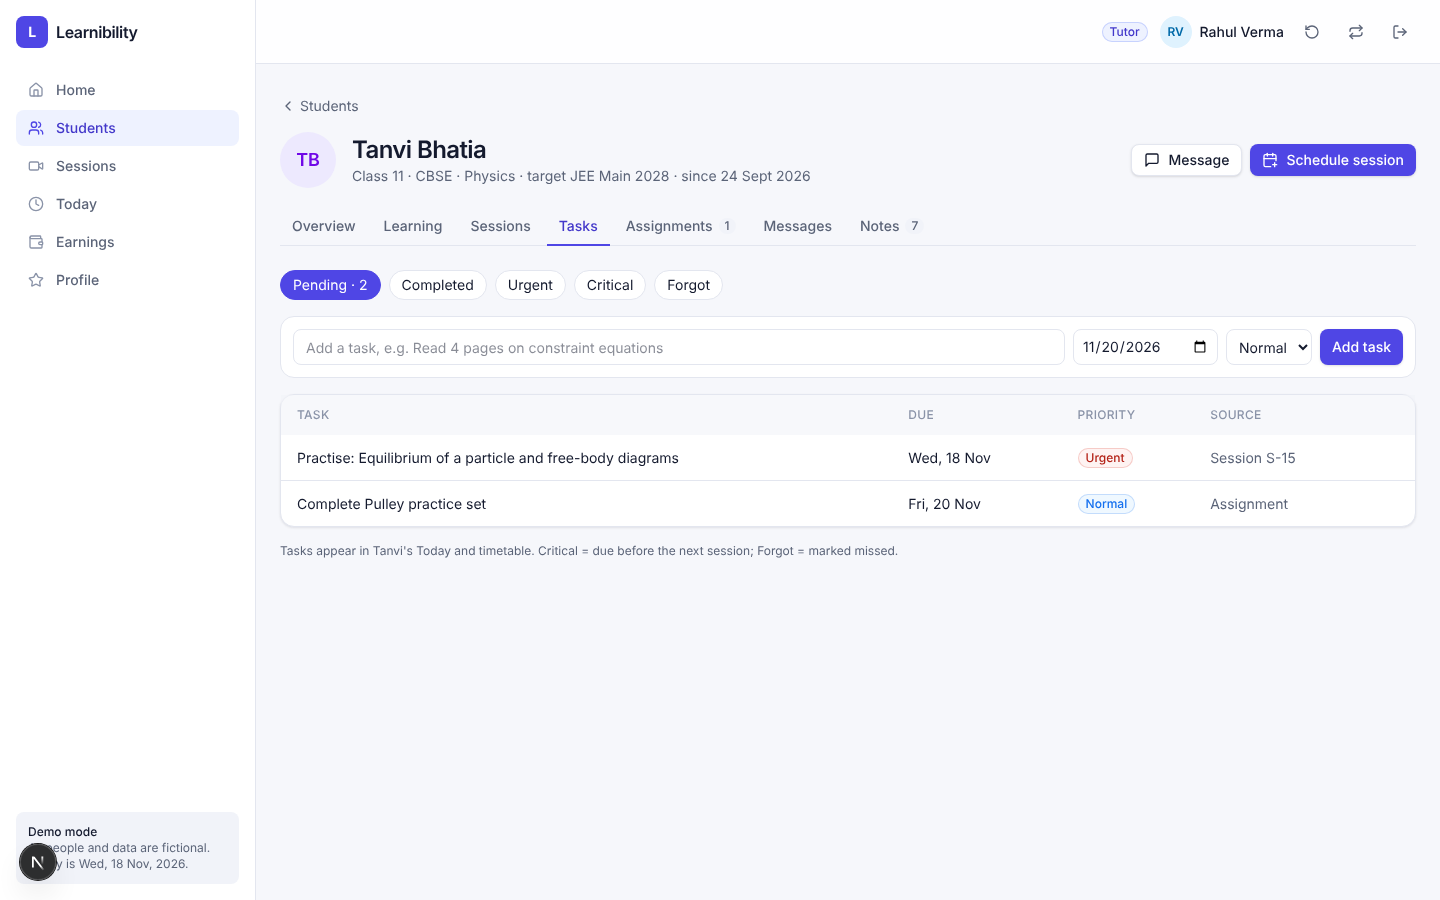 L Learnibility
Tutor RV Rahul Verma
Home
Students
Sessions
Today
Earnings
Profile
Students
TB
Tanvi Bhatia
Class 11 · CBSE · Physics · target JEE Main 2028 · since 24 Sept 2026
Message Schedule session
Overview Learning Sessions Tasks Assignments 1 Messages Notes 7
Pending · 2 Completed Urgent Critical Forgot
Add a task, e.g. Read 4 pages on constraint equations 11/20/2026 Normal Add task
TASK DUE PRIORITY SOURCE
Practise: Equilibrium of a particle and free-body diagrams Wed, 18 Nov Urgent Session S-15
Complete Pulley practice set Fri, 20 Nov Normal Assignment
Tasks appear in Tanvi's Today and timetable. Critical = due before the next session; Forgot = marked missed.
Demo mode
people and data are fictional.
is Wed, 18 Nov, 2026.
N